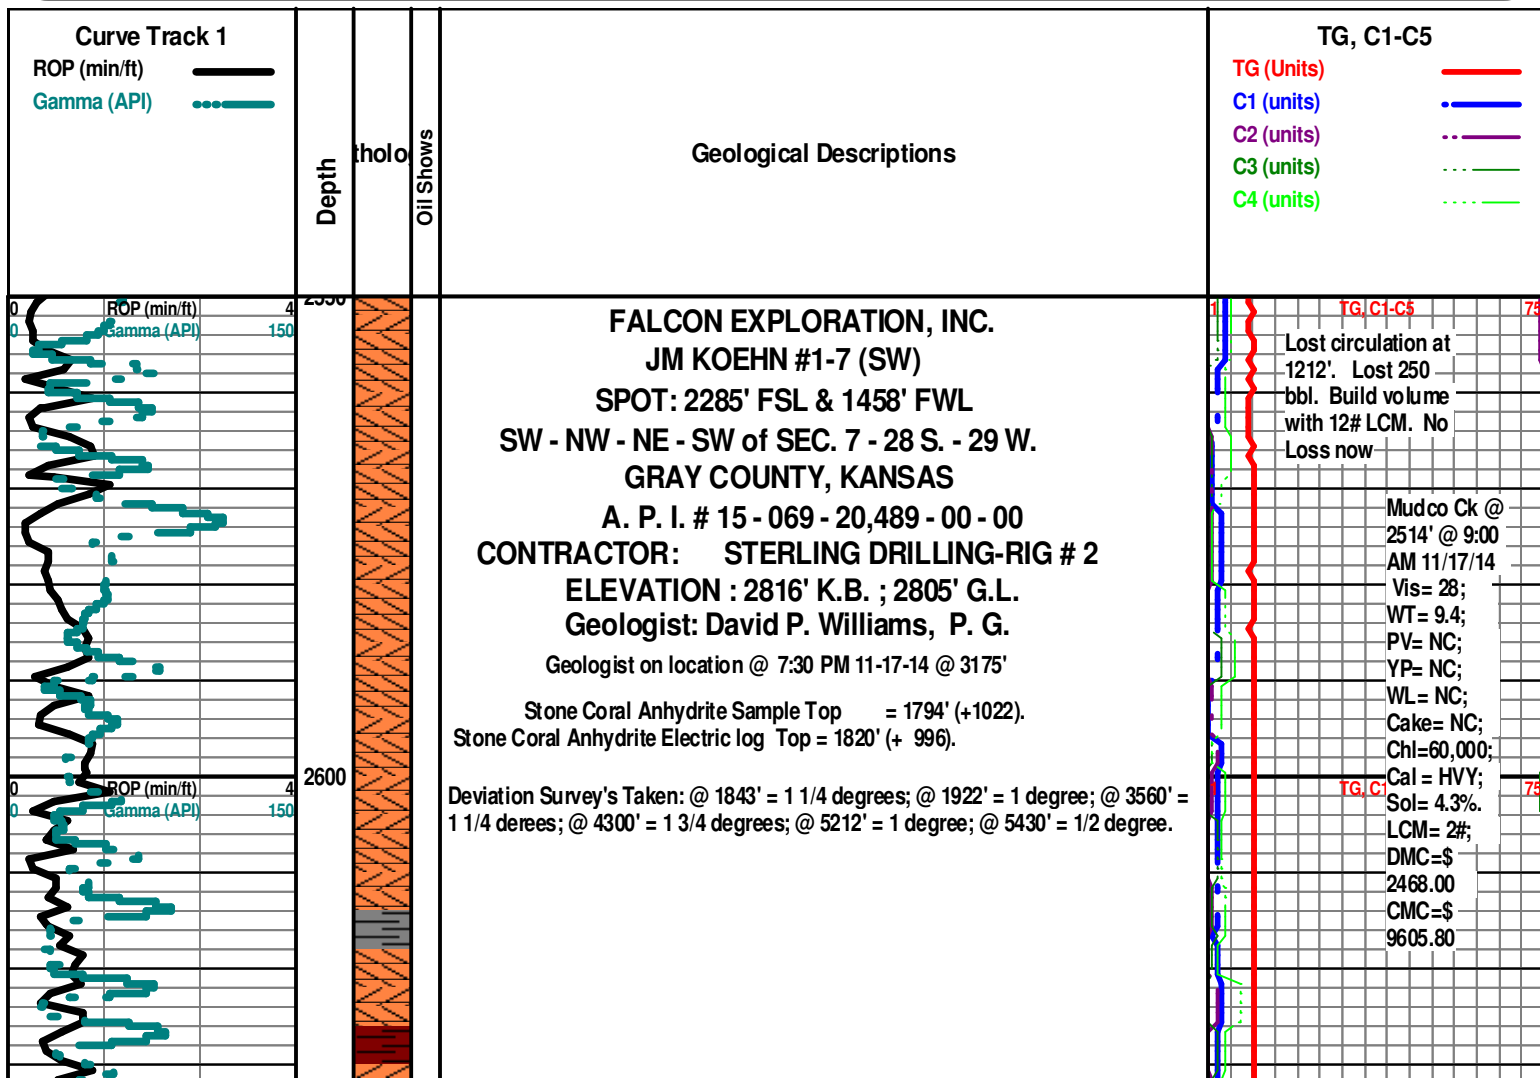 Curve Track 1
ROP (min/ft)
Gamma (API)
Depth
Oil Shows
Geological Descriptions
TG, C1-C5
TG (Units)
C1 (units)
C2 (units)
C3 (units)
C4 (units)
0 ROP (min/ft) 4
0 Gamma (API) 150
1 TG, C1-C5 75
FALCON EXPLORATION, INC.
JM KOEHN #1-7 (SW)
SPOT: 2285' FSL & 1458' FWL
SW - NW - NE - SW of SEC. 7 - 28 S. - 29 W.
GRAY COUNTY, KANSAS
A. P. I. # 15 - 069 - 20,489 - 00 - 00
CONTRACTOR: STERLING DRILLING-RIG # 2
ELEVATION : 2816' K.B. ; 2805' G.L.
Geologist: David P. Williams, P. G.
Geologist on location @ 7:30 PM 11-17-14 @ 3175'
Stone Coral Anhydrite Sample Top = 1794' (+1022).
Stone Coral Anhydrite Electric log Top = 1820' (+ 996).
Deviation Survey's Taken: @ 1843' = 1 1/4 degrees; @ 1922' = 1 degree; @ 3560' =
1 1/4 derees; @ 4300' = 1 3/4 degrees; @ 5212' = 1 degree; @ 5430' = 1/2 degree.
Lost circulation at
1212'. Lost 250
bbl. Build volume
with 12# LCM. No
Loss now
Mudco Ck @
2514' @ 9:00
AM 11/17/14
Vis= 28;
WT= 9.4;
PV= NC;
YP= NC;
WL= NC;
Cake= NC;
Chl=60,000;
Cal = HVY;
Sol= 4.3%.
LCM= 2#;
DMC=$
2468.00
CMC=$
9605.80
2600
0 ROP (min/ft) 4
0 Gamma (API) 150
TG, C1 75